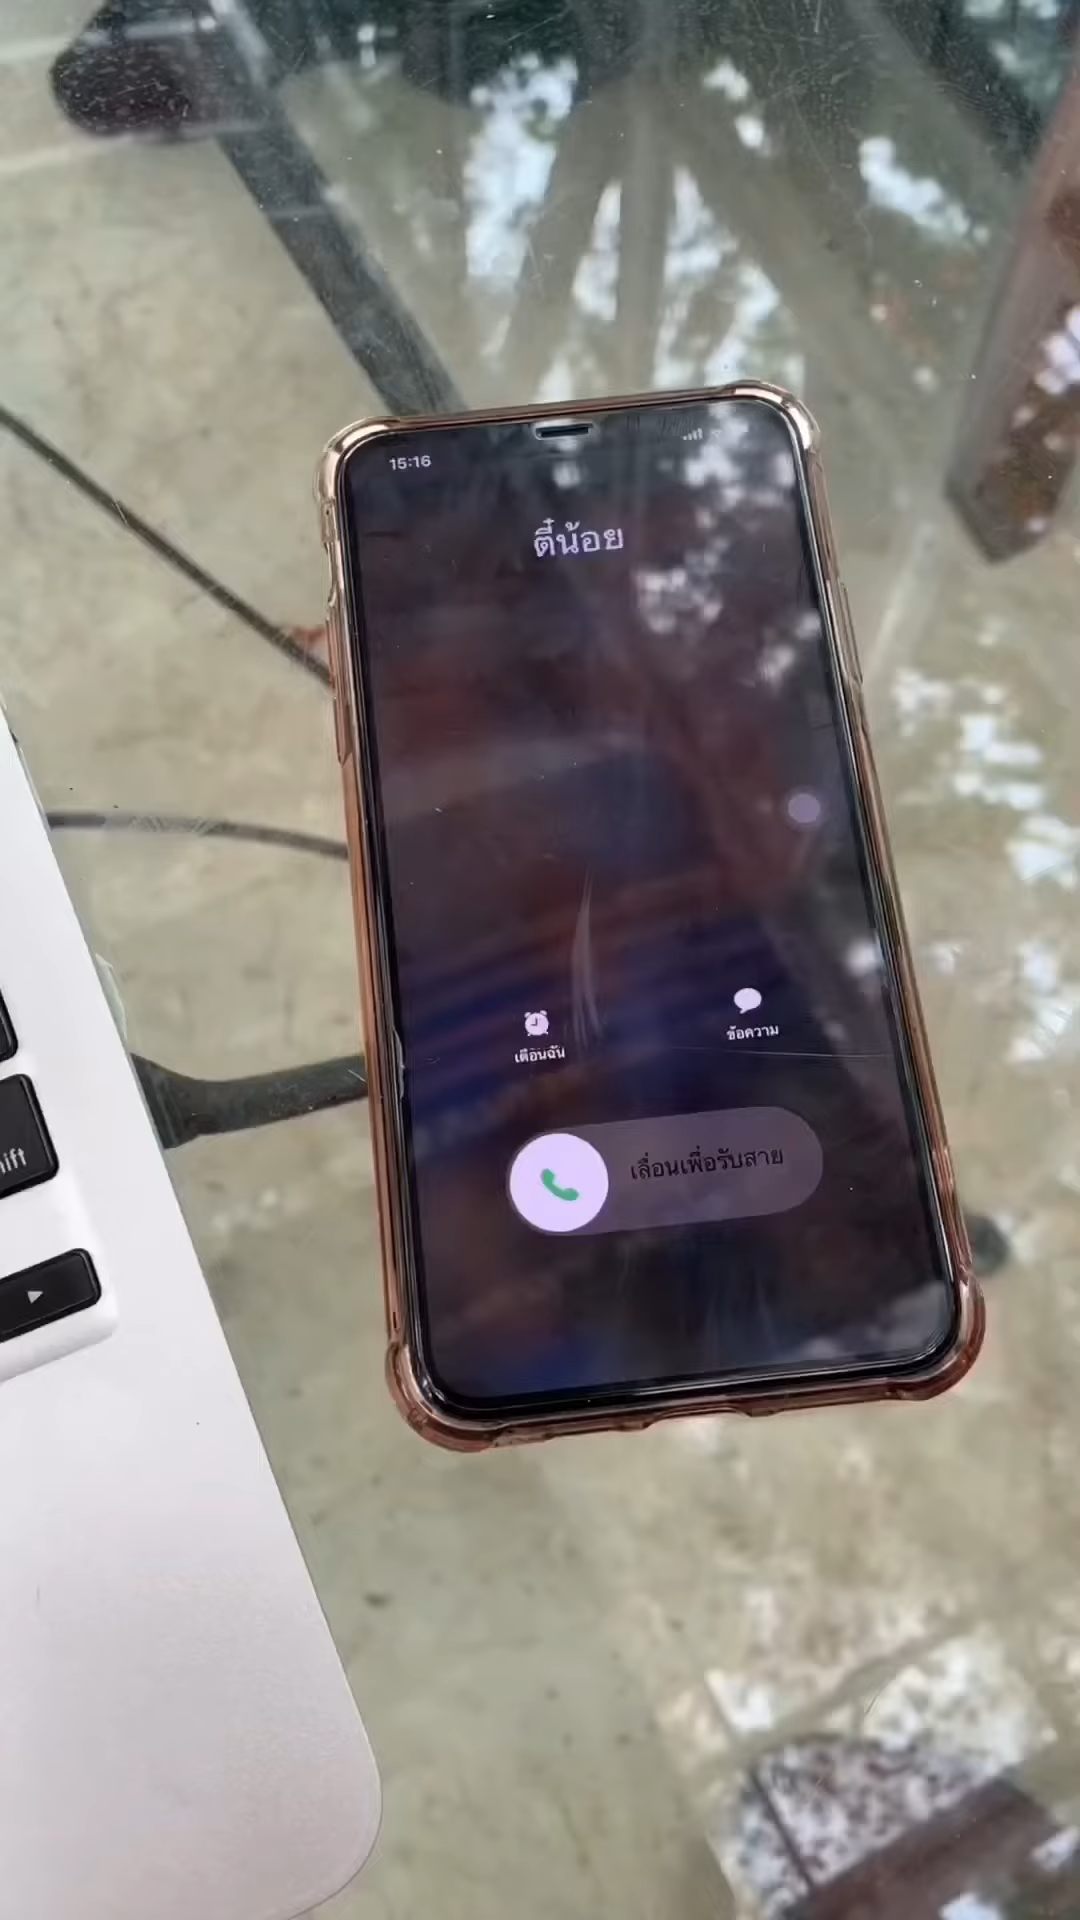 15:16
ตี๋น้อย
เตือนฉัน
ข้อความ
เลื่อนเพื่อรับสาย